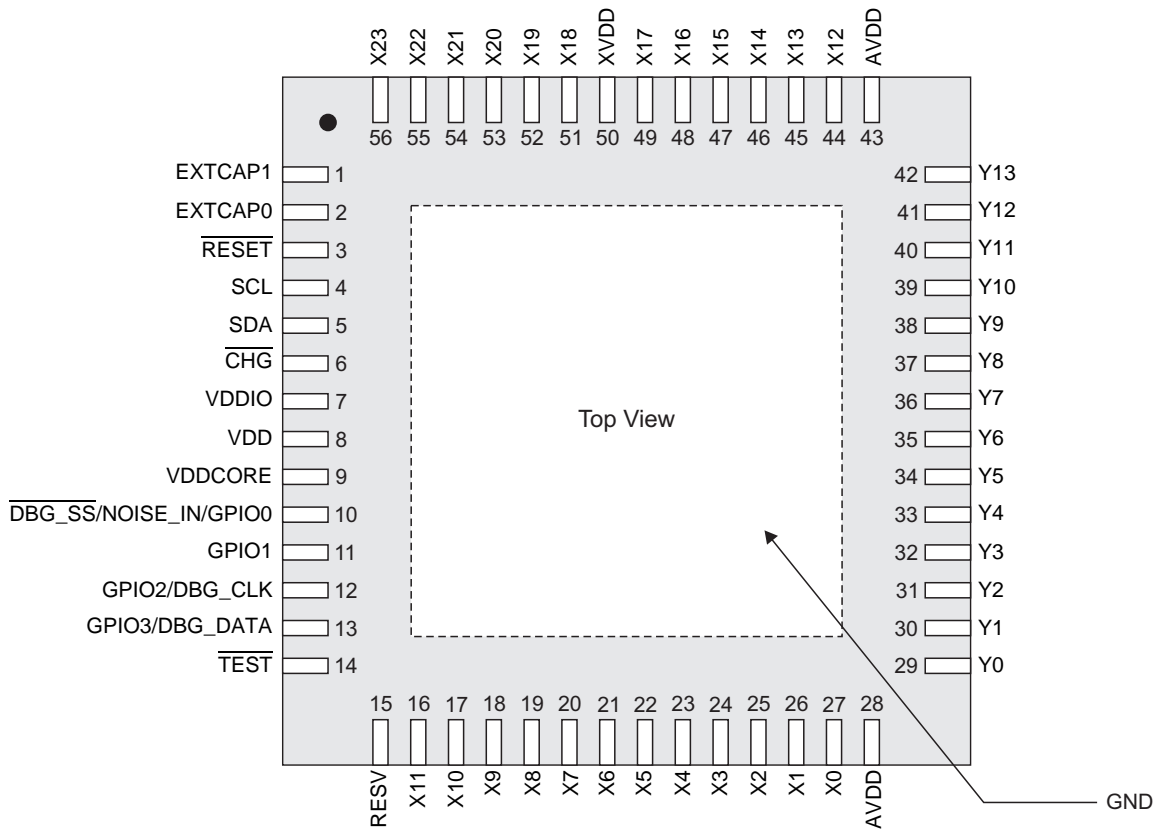 X23 X22 X21 X20 X19 X18 XVDD X17 X16 X15 X14 X13 X12 AVDD
56 55 54 53 52 51 50 49 48 47 46 45 44 43
EXTCAP1 1
EXTCAP0 2
RESET 3
SCL 4
SDA 5
CHG 6
VDDIO 7
VDD 8
VDDCORE 9
DBG_SS/NOISE_IN/GPIO0 10
GPIO1 11
GPIO2/DBG_CLK 12
GPIO3/DBG_DATA 13
TEST 14
Top View
42 Y13
41 Y12
40 Y11
39 Y10
38 Y9
37 Y8
36 Y7
35 Y6
34 Y5
33 Y4
32 Y3
31 Y2
30 Y1
29 Y0
15 16 17 18 19 20 21 22 23 24 25 26 27 28
RESV X11 X10 X9 X8 X7 X6 X5 X4 X3 X2 X1 X0 AVDD
GND